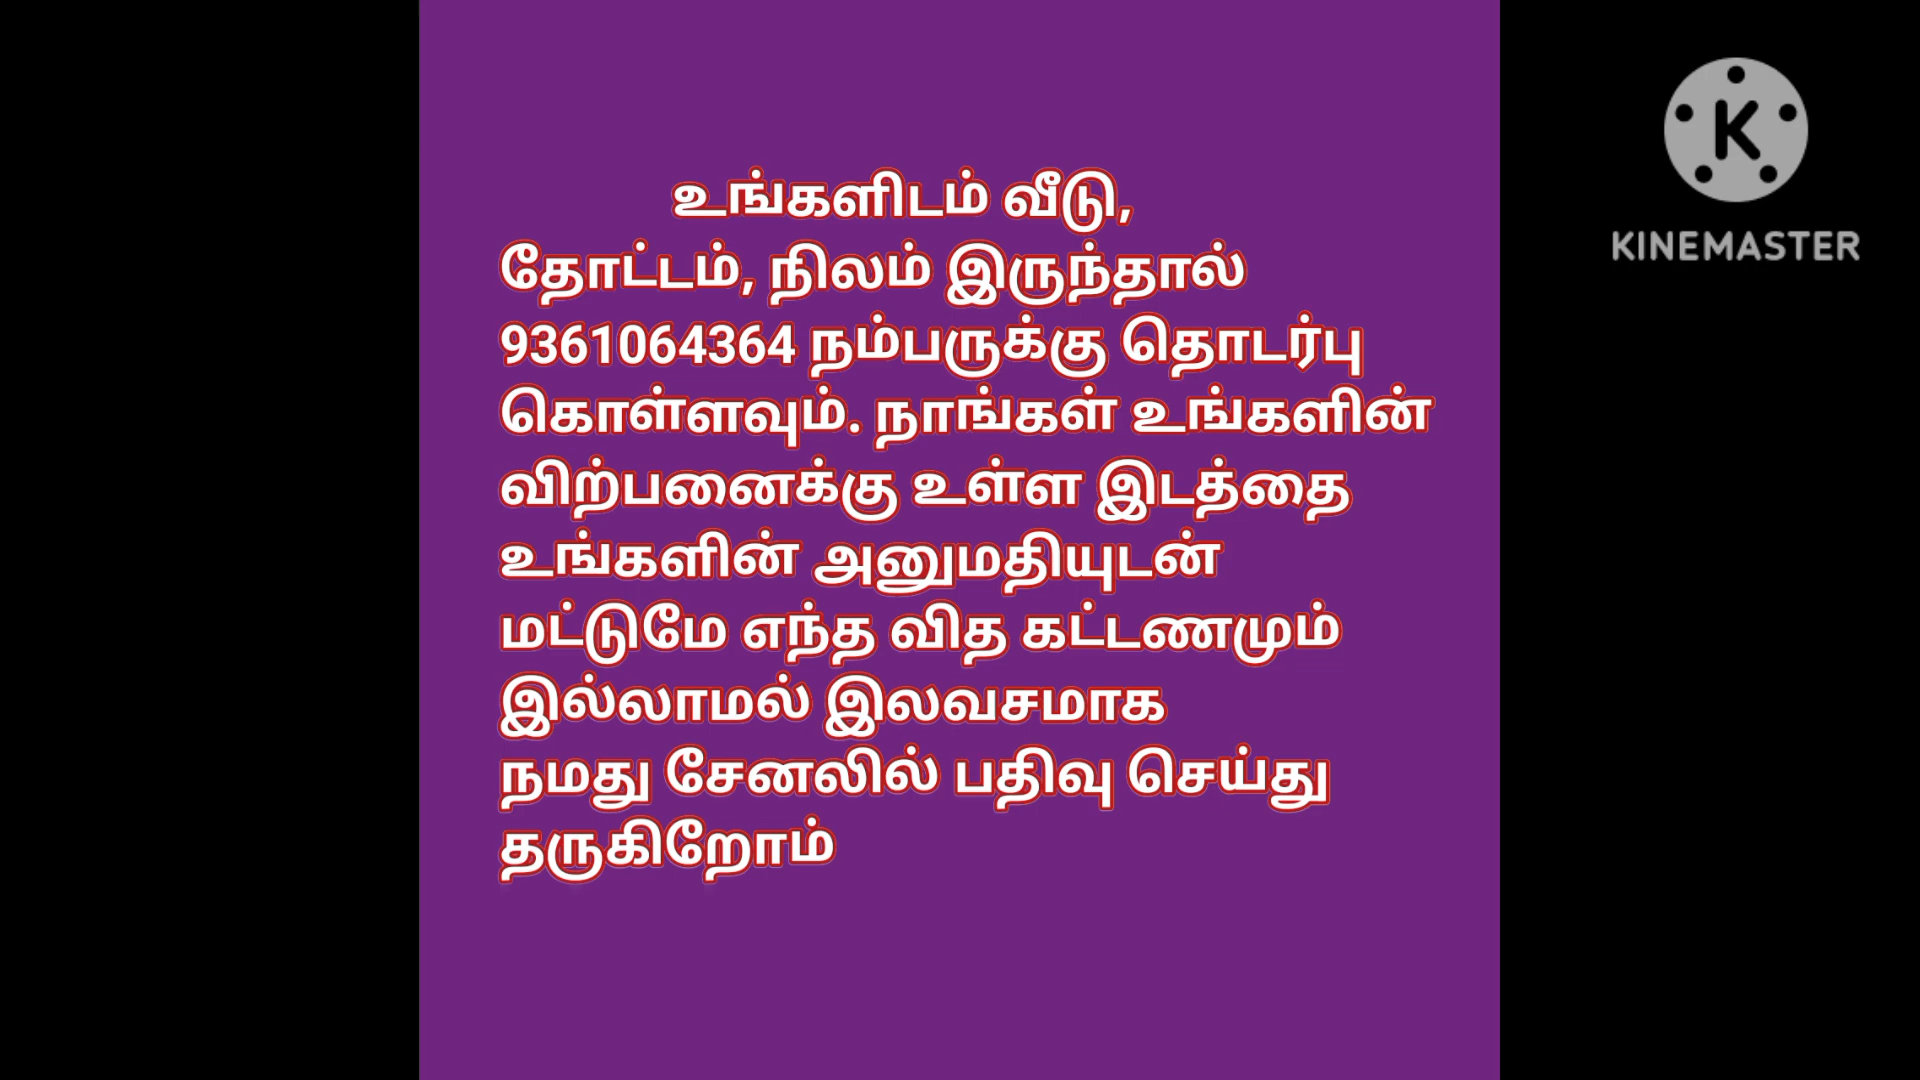 உங்களிடம் வீடு,
தோட்டம், நிலம் இருந்தால்
9361064364 நம்பருக்கு தொடர்பு
கொள்ளவும். நாங்கள் உங்களின்
விற்பனைக்கு உள்ள இடத்தை
உங்களின் அனுமதியுடன்
மட்டுமே எந்த வித கட்டணமும்
இல்லாமல் இலவசமாக
நமது சேனலில் பதிவு செய்து
தருகிறோம்
K
KINEMASTER